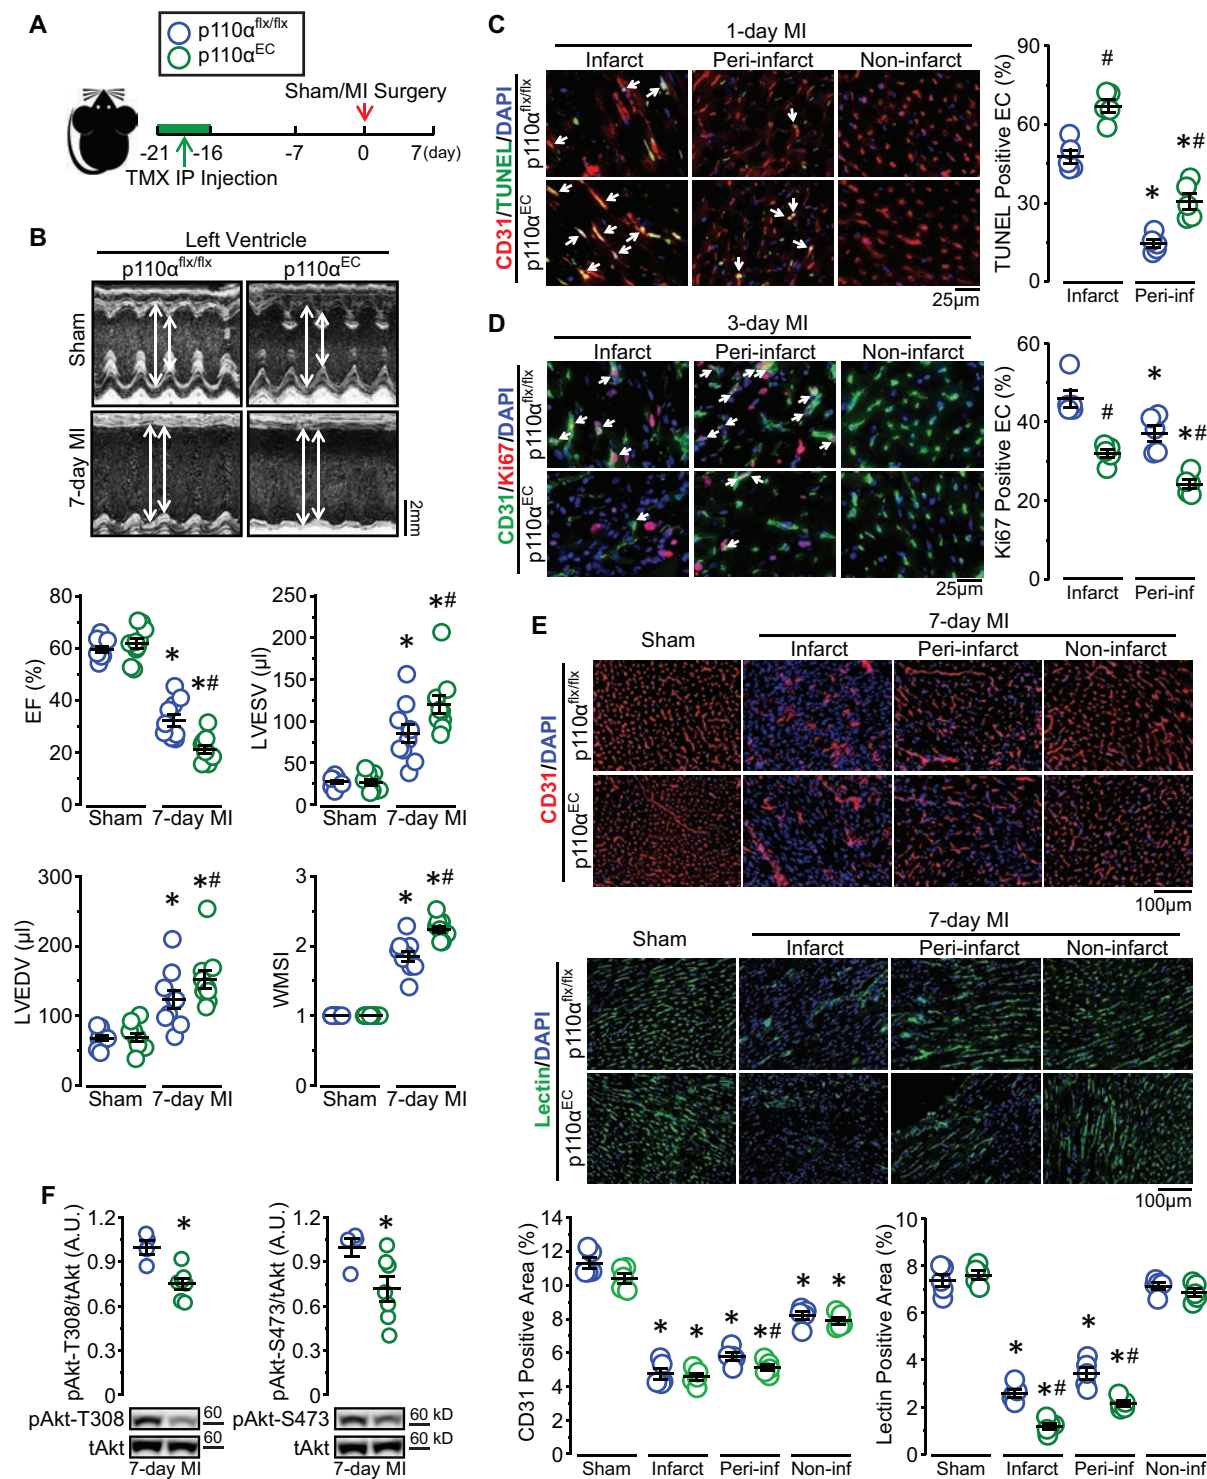 A
p110α^flx/flx
p110α^EC
Sham/MI Surgery
-21 -16 -7 0 7(day)
TMX IP Injection
B
Left Ventricle
p110α^flx/flx p110α^EC
Sham
7-day MI
2mm
EF (%)
80
60
40
20
0
* *#
Sham 7-day MI
LVESV (µl)
250
200
150
100
50
0
* *#
Sham 7-day MI
LVEDV (µl)
300
200
100
0
* *#
Sham 7-day MI
WMSI
3
2
1
0
* *#
Sham 7-day MI
C
1-day MI
Infarct Peri-infarct Non-infarct
CD31/TUNEL/DAPI
p110α^flx/flx
p110α^EC
25µm
TUNEL Positive EC (%)
90
60
30
0
# * *#
Infarct Peri-inf
D
3-day MI
Infarct Peri-infarct Non-infarct
CD31/Ki67/DAPI
p110α^flx/flx
p110α^EC
25µm
Ki67 Positive EC (%)
60
40
20
0
# * *#
Infarct Peri-inf
E
7-day MI
Sham Infarct Peri-infarct Non-infarct
CD31/DAPI
p110α^flx/flx
p110α^EC
100µm
7-day MI
Sham Infarct Peri-infarct Non-infarct
Lectin/DAPI
p110α^flx/flx
p110α^EC
100µm
CD31 Positive Area (%)
14
12
10
8
6
4
2
0
* * * *# * *
Sham Infarct Peri-inf Non-inf
Lectin Positive Area (%)
10
8
6
4
2
0
* *# * *#
Sham Infarct Peri-inf Non-inf
F
pAkt-T308/tAkt (A.U.)
1.2
0.9
0.6
0.3
0.0
*
pAkt-T308 60
tAkt 60
7-day MI
pAkt-S473/tAkt (A.U.)
1.2
0.9
0.6
0.3
0.0
*
pAkt-S473 60 kD
tAkt 60 kD
7-day MI